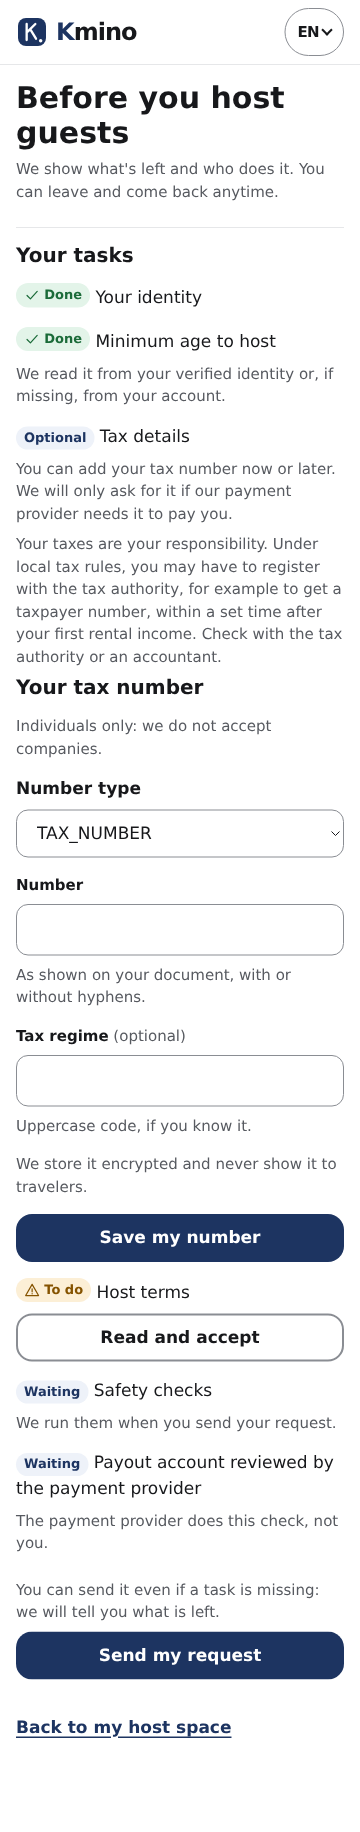 K. Kmino
EN
Before you host
guests
We show what's left and who does it. You
can leave and come back anytime.
Your tasks
Done Your identity
Done Minimum age to host
We read it from your verified identity or, if
missing, from your account.
Optional Tax details
You can add your tax number now or later.
We will only ask for it if our payment
provider needs it to pay you.
Your taxes are your responsibility. Under
local tax rules, you may have to register
with the tax authority, for example to get a
taxpayer number, within a set time after
your first rental income. Check with the tax
authority or an accountant.
Your tax number
Individuals only: we do not accept
companies.
Number type
TAX_NUMBER
Number
As shown on your document, with or
without hyphens.
Tax regime (optional)
Uppercase code, if you know it.
We store it encrypted and never show it to
travelers.
Save my number
To do Host terms
Read and accept
Waiting Safety checks
We run them when you send your request.
Waiting Payout account reviewed by
the payment provider
The payment provider does this check, not
you.
You can send it even if a task is missing:
we will tell you what is left.
Send my request
Back to my host space